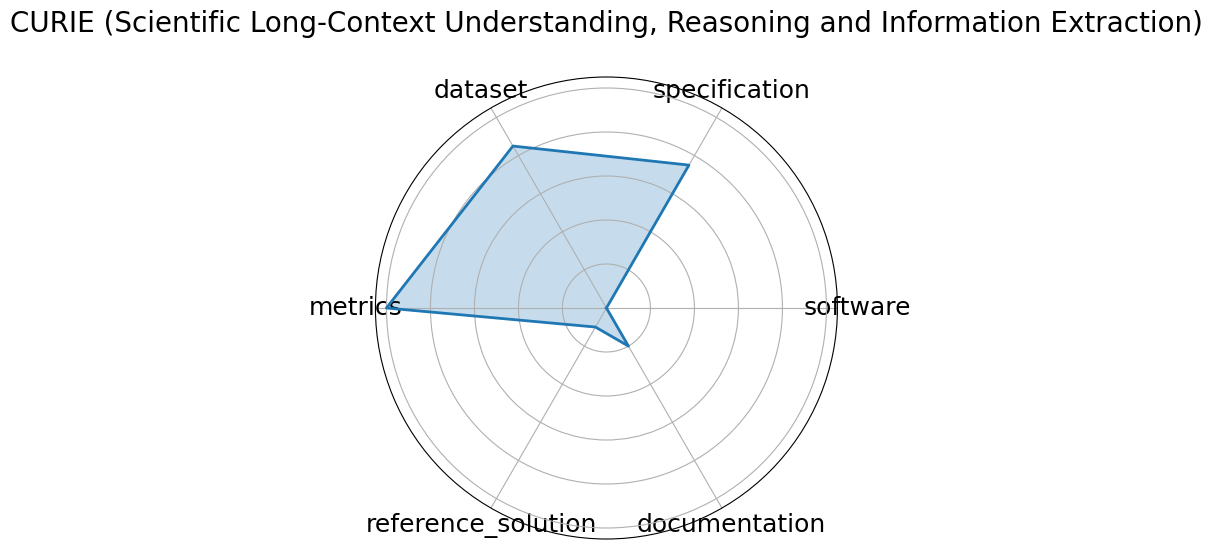 CURIE (Scientific Long-Context Understanding, Reasoning and Information Extraction)
dataset
specification
metrics
software
reference_solution
documentation